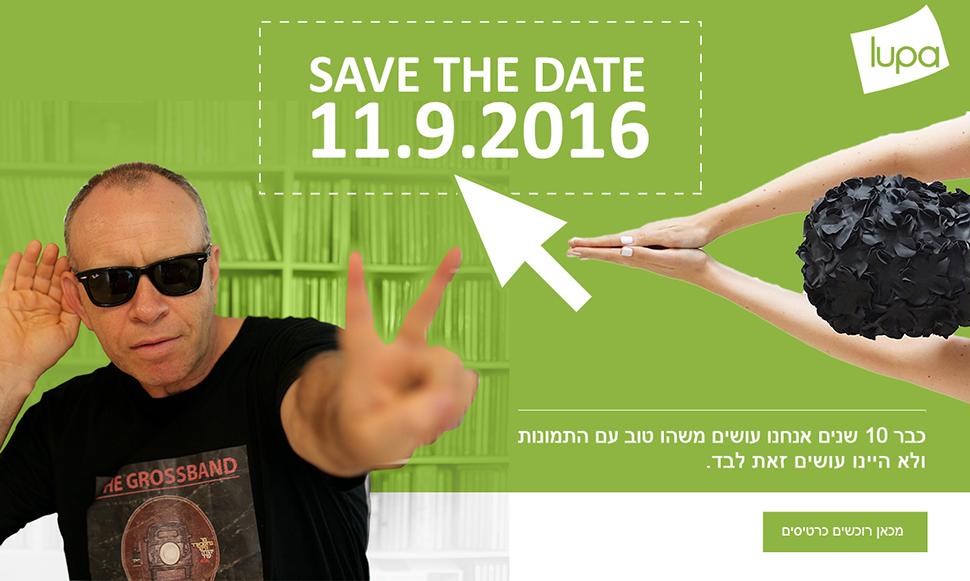 SAVE THE DATE
11.9.2016
lupa
כבר 10 שנים אנחנו עושים משהו טוב עם התמונות
ולא היינו עושים זאת לבד.
HE GROSSBAND
מכאן רוכשים כרטיסים